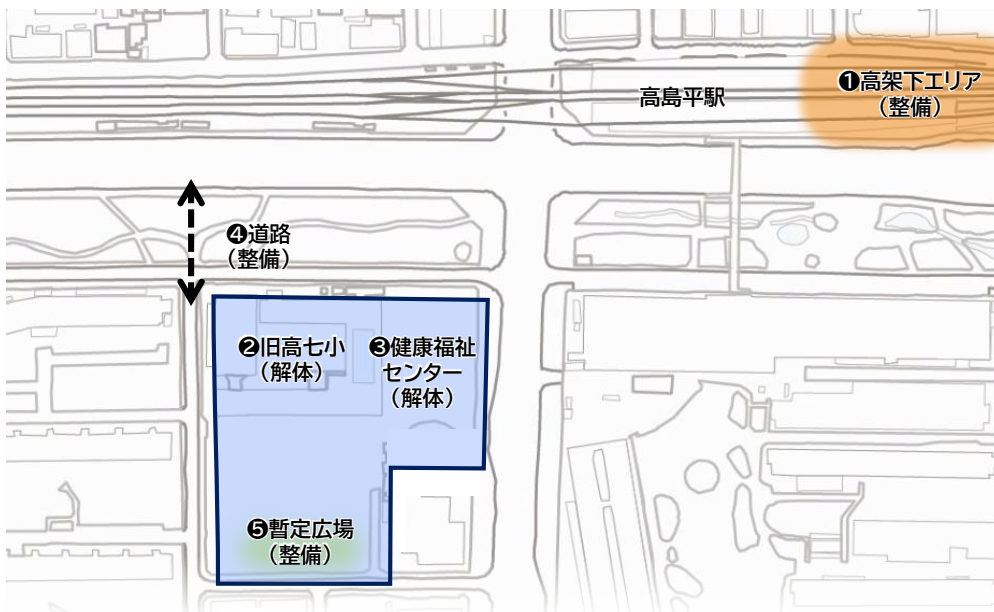 ❶高架下エリア
（整備）
高島平駅
❹道路
（整備）
❷旧高七小
（解体）
❸健康福祉
センター
（解体）
❺暫定広場
（整備）